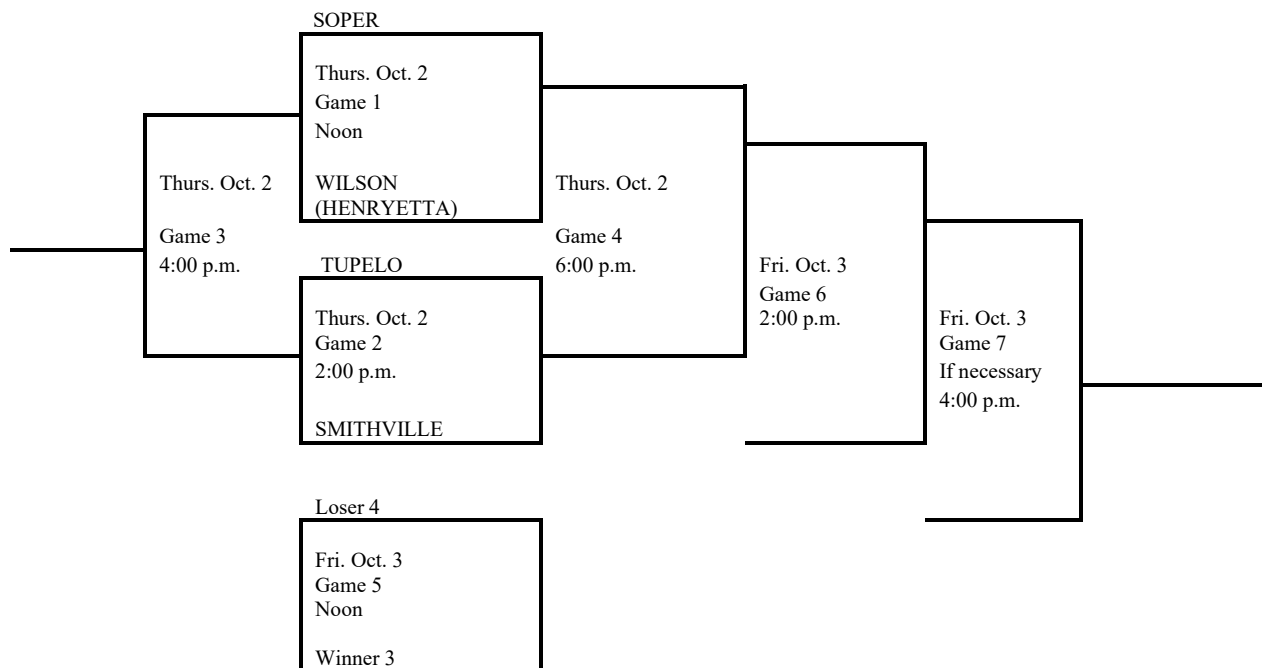 SOPER
Thurs. Oct. 2
Game 1
Noon
WILSON
(HENRYETTA)
Thurs. Oct. 2
Game 3
4:00 p.m.
Thurs. Oct. 2
Game 4
6:00 p.m.
TUPELO
Thurs. Oct. 2
Game 2
2:00 p.m.
SMITHVILLE
Fri. Oct. 3
Game 6
2:00 p.m.
Fri. Oct. 3
Game 7
If necessary
4:00 p.m.
Loser 4
Fri. Oct. 3
Game 5
Noon
Winner 3